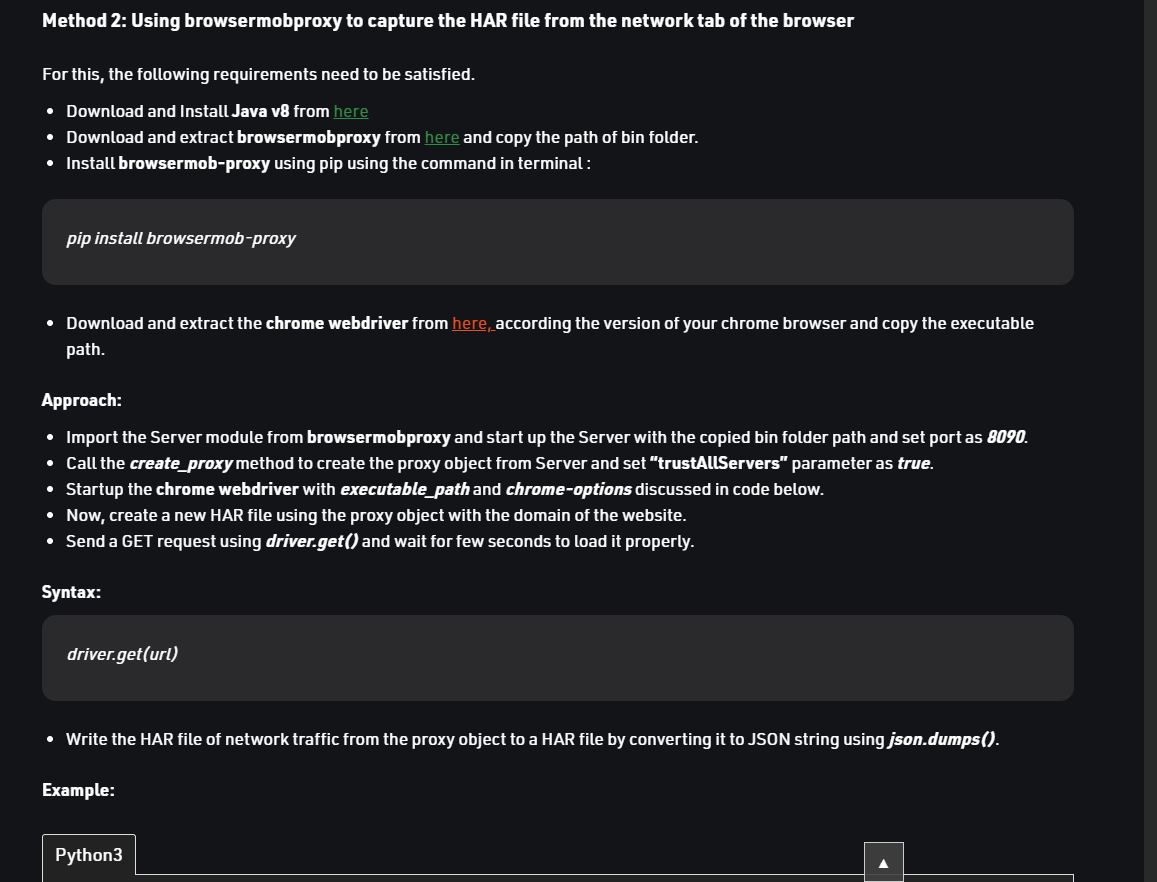 Method 2: Using browsermobproxy to capture the HAR file from the network tab of the browser
For this, the following requirements need to be satisfied.
• Download and Install Java v8 from here
• Download and extract browsermobproxy from here and copy the path of bin folder.
• Install browsermob-proxy using pip using the command in terminal :
pip install browsermob-proxy
• Download and extract the chrome webdriver from here, according the version of your chrome browser and copy the executable
path.
Approach:
• Import the Server module from browsermobproxy and start up the Server with the copied bin folder path and set port as 8090.
• Call the create_proxy method to create the proxy object from Server and set “trustAllServers” parameter as true.
• Startup the chrome webdriver with executable_path and chrome-options discussed in code below.
• Now, create a new HAR file using the proxy object with the domain of the website.
• Send a GET request using driver.get() and wait for few seconds to load it properly.
Syntax:
driver.get(url)
• Write the HAR file of network traffic from the proxy object to a HAR file by converting it to JSON string using json.dumps().
Example:
Python3